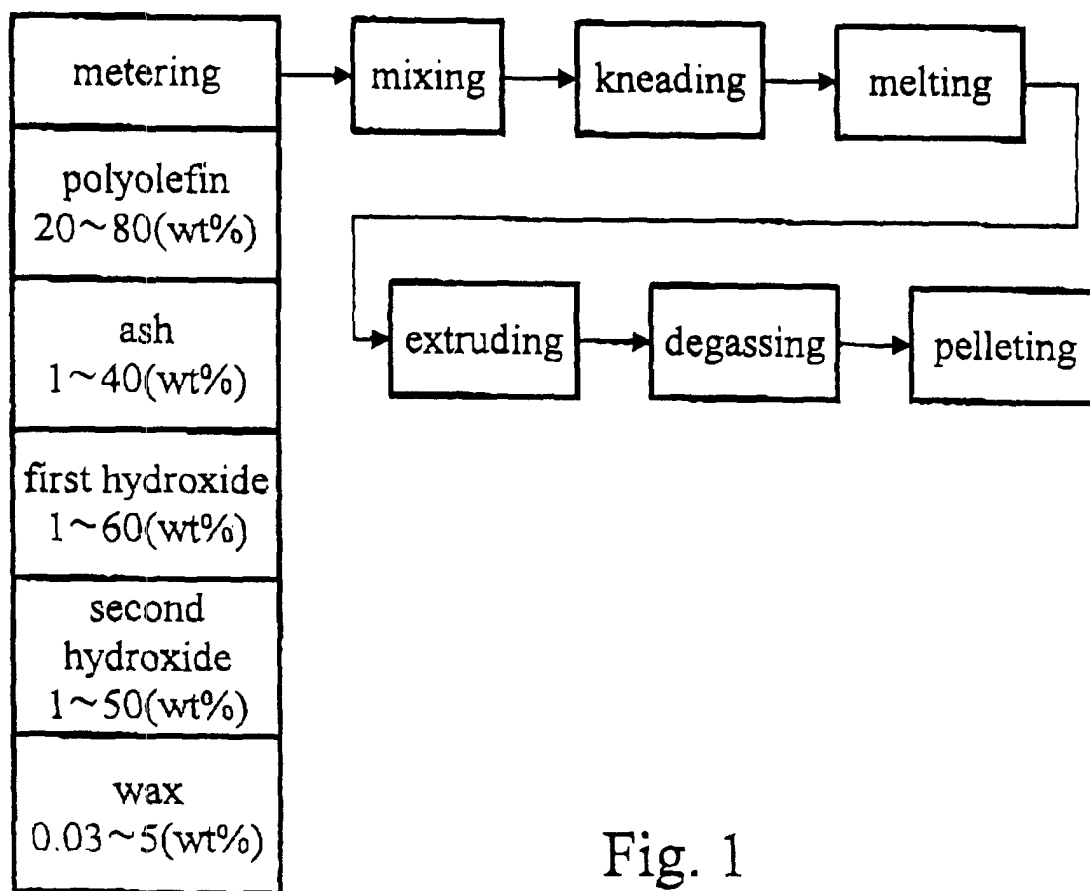 metering
mixing
kneading
melting
polyolefin
20~80(wt%)
ash
1~40(wt%)
first hydroxide
1~60(wt%)
second
hydroxide
1~50(wt%)
wax
0.03~5(wt%)
extruding
degassing
pelleting
Fig. 1